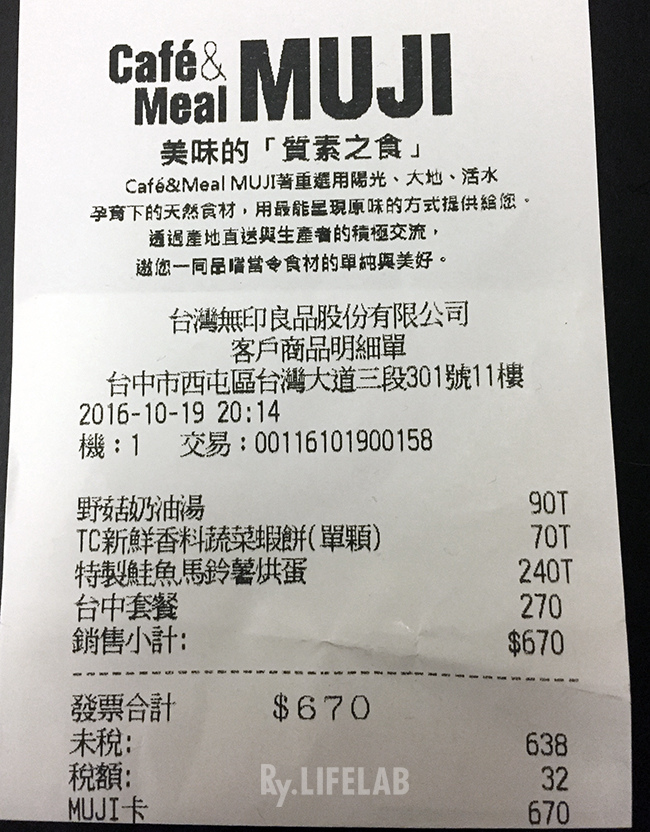 Café&
Meal MUJI
美味的「質素之食」
Café&Meal MUJI著重選用陽光、大地、活水
孕育下的天然食材，用最能呈現原味的方式提供給您。
透過產地直送與生產者的積極交流，
邀您一同品嚐當令食材的單純與美好。
台灣無印良品股份有限公司
客戶商品明細單
台中市西屯區台灣大道三段301號11樓
2016-10-19 20:14
機：1 交易：00116101900158
野菇奶油湯 90T
TC新鮮香料蔬菜蝦餅(單顆) 70T
特製鮭魚馬鈴薯烘蛋 240T
台中套餐 270
銷售小計: $670
發票合計 $670
未稅: 638
稅額: 32
MUJI卡 670
Ry.LIFELAB